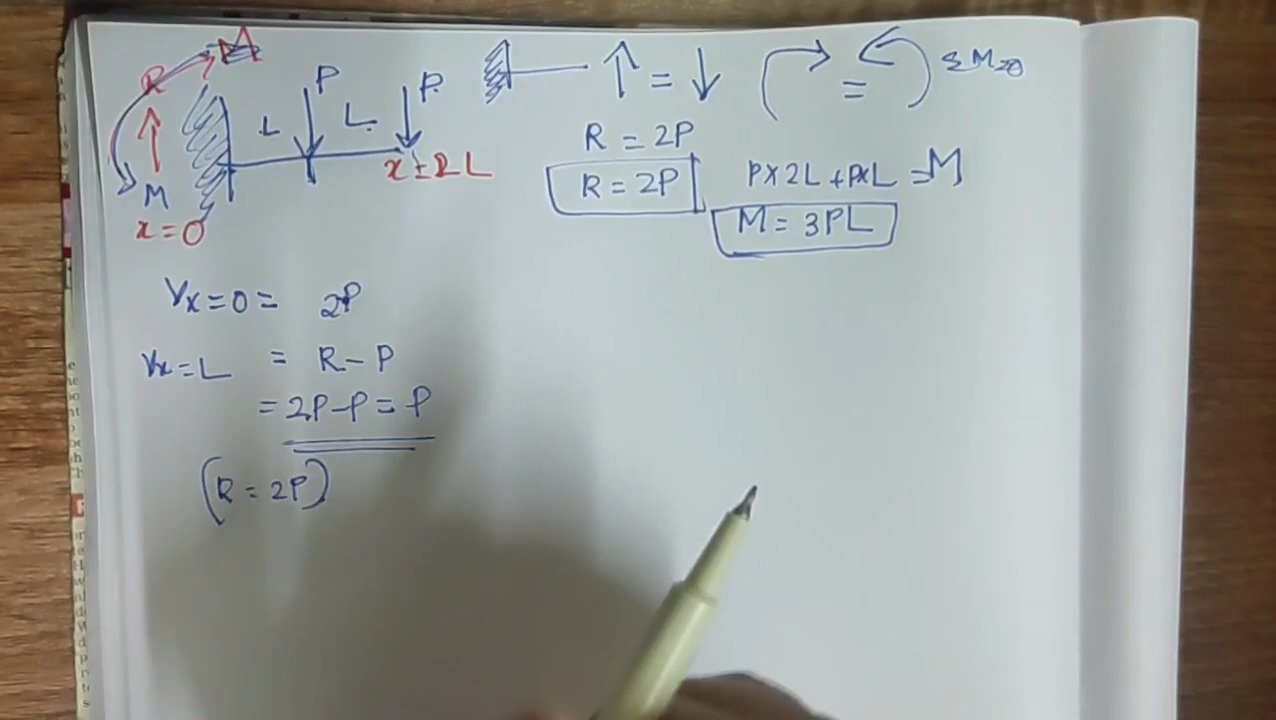 R
P
P
L
L
M
x = 0
x = 2L
↑ = ↓
ΣM=0
R = 2P
R = 2P
P×2L + P×L = M
M = 3PL
Vx=0 = 2P
Vx=L = R-P
= 2P-P = P
(R = 2P)